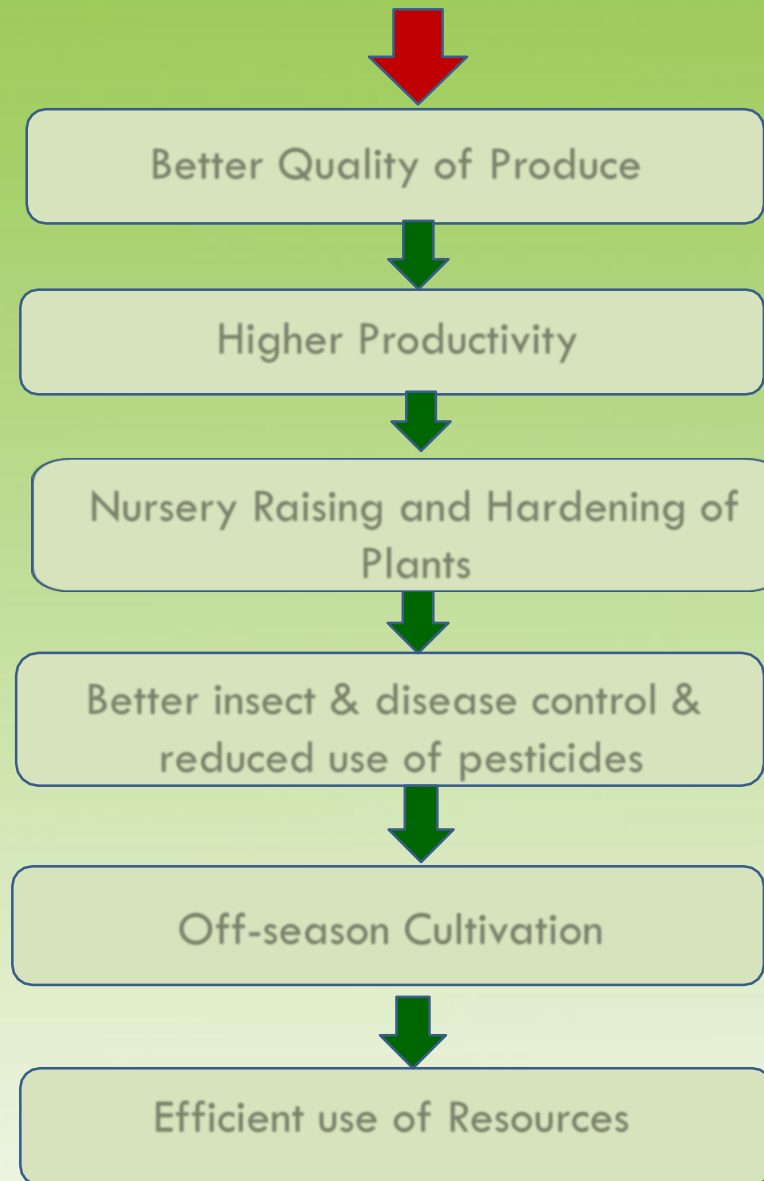 Better Quality of Produce
Higher Productivity
Nursery Raising and Hardening of
Plants
Better insect & disease control &
reduced use of pesticides
Off-season Cultivation
Efficient use of Resources